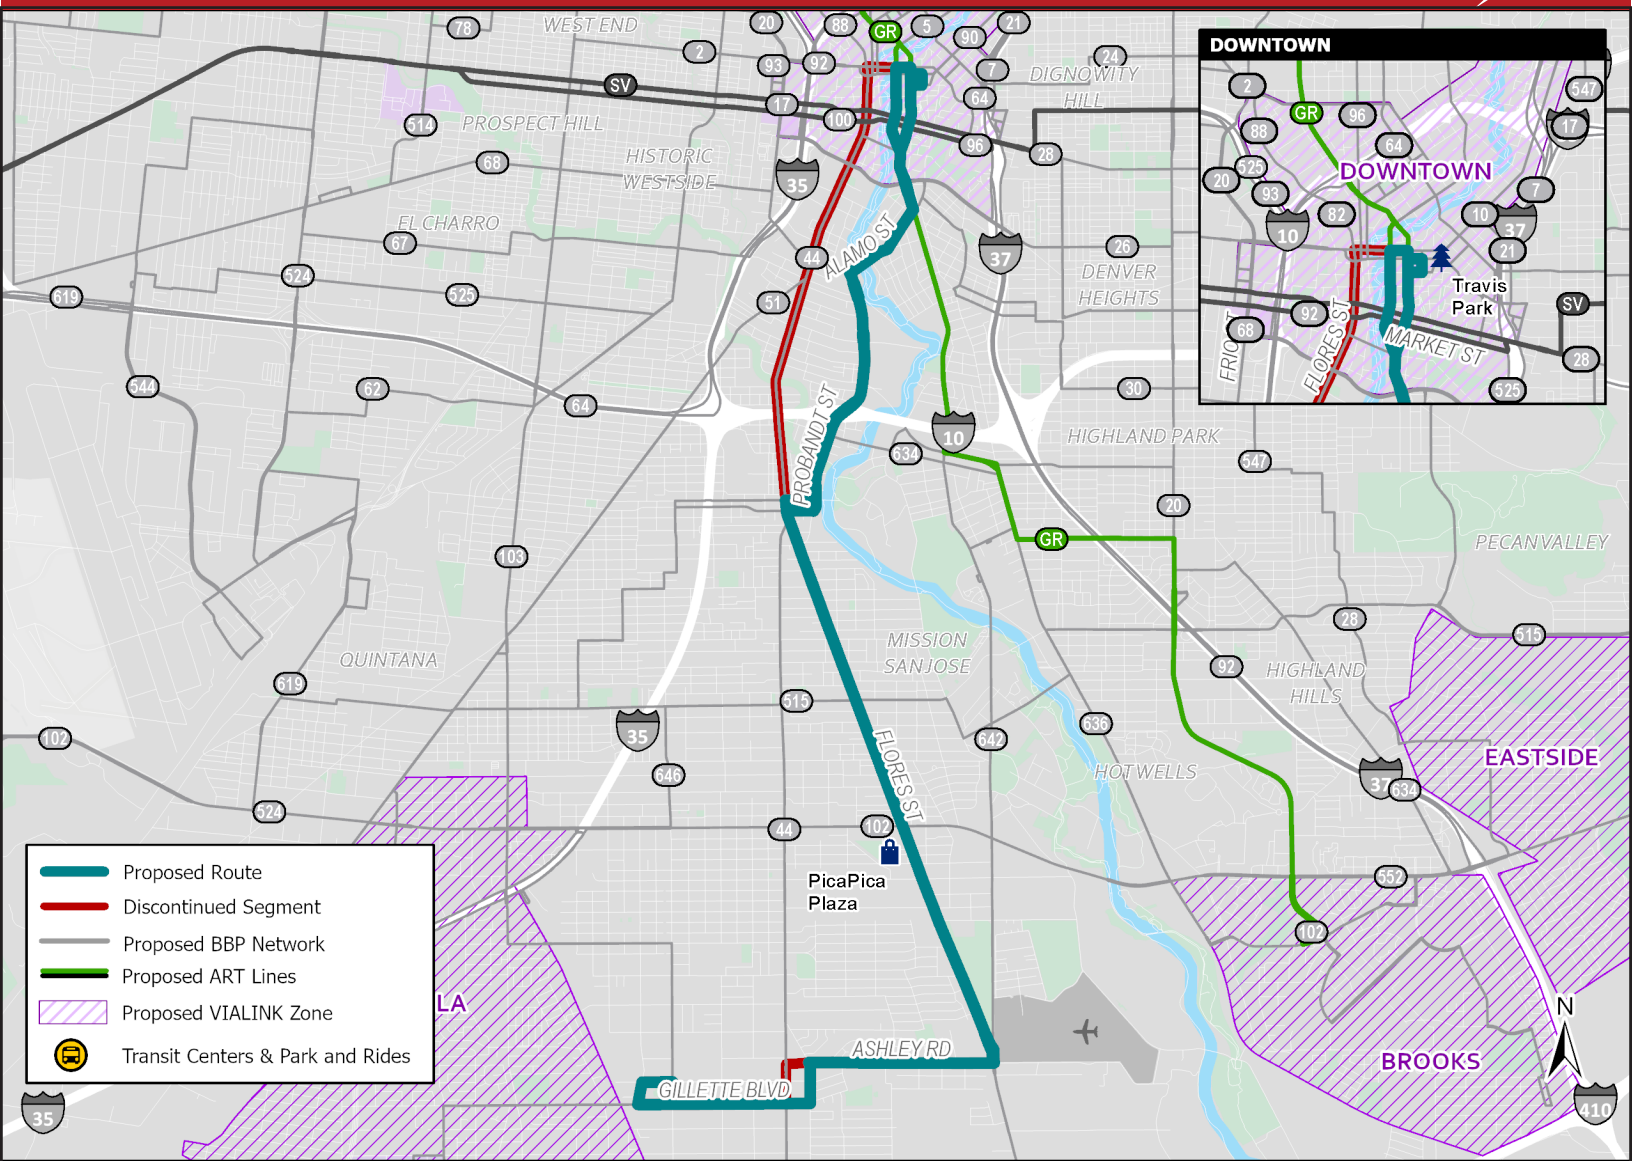 78
WEST END
20
88
GR
5
90
21
2
93
92
7
24
DIGNOWITY
HILL
SV
17
64
514
PROSPECT HILL
100
96
28
68
HISTORIC
WESTSIDE
35
EL CHARRO
67
44
ALAMO ST
37
26
524
DENVER
HEIGHTS
619
525
51
544
62
64
PROBANDT ST
30
10
HIGHLAND PARK
634
547
20
103
GR
PECAN VALLEY
28
515
MISSION
SAN JOSE
QUINTANA
92
HIGHLAND
HILLS
619
515
35
102
642
636
FLORES ST
EASTSIDE
646
HOT WELLS
37
634
524
44
102
PicaPica
Plaza
552
102
LA
ASHLEY RD
BROOKS
GILLETTE BLVD
N
35
410
DOWNTOWN
2
547
GR
96
17
88
64
525
DOWNTOWN
20
93
7
82
10
10
37
21
Travis
Park
SV
92
68
FLORES ST
MARKET ST
28
525
Proposed Route
Discontinued Segment
Proposed BBP Network
Proposed ART Lines
Proposed VIALINK Zone
Transit Centers & Park and Rides